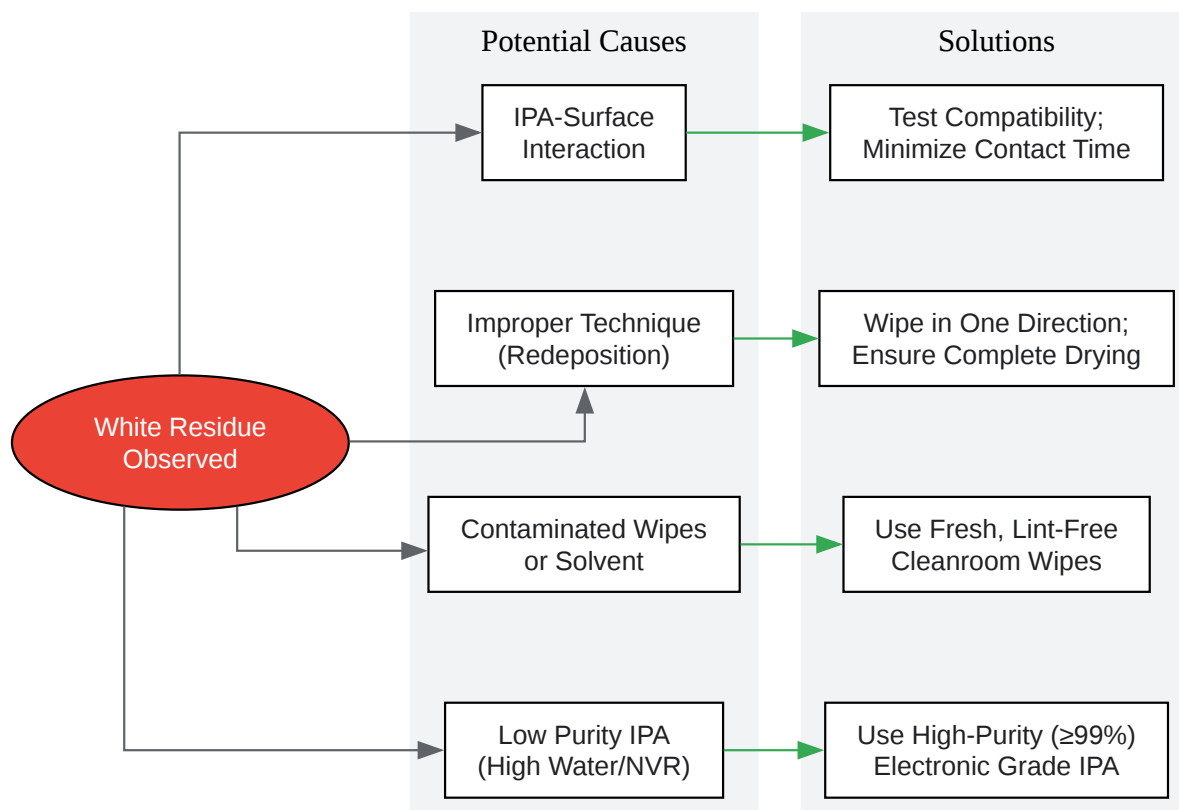 Potential Causes
Solutions
IPA-Surface
Interaction
Test Compatibility;
Minimize Contact Time
Improper Technique
(Redeposition)
Wipe in One Direction;
Ensure Complete Drying
White Residue
Observed
Contaminated Wipes
or Solvent
Use Fresh, Lint-Free
Cleanroom Wipes
Low Purity IPA
(High Water/NVR)
Use High-Purity (≥99%)
Electronic Grade IPA